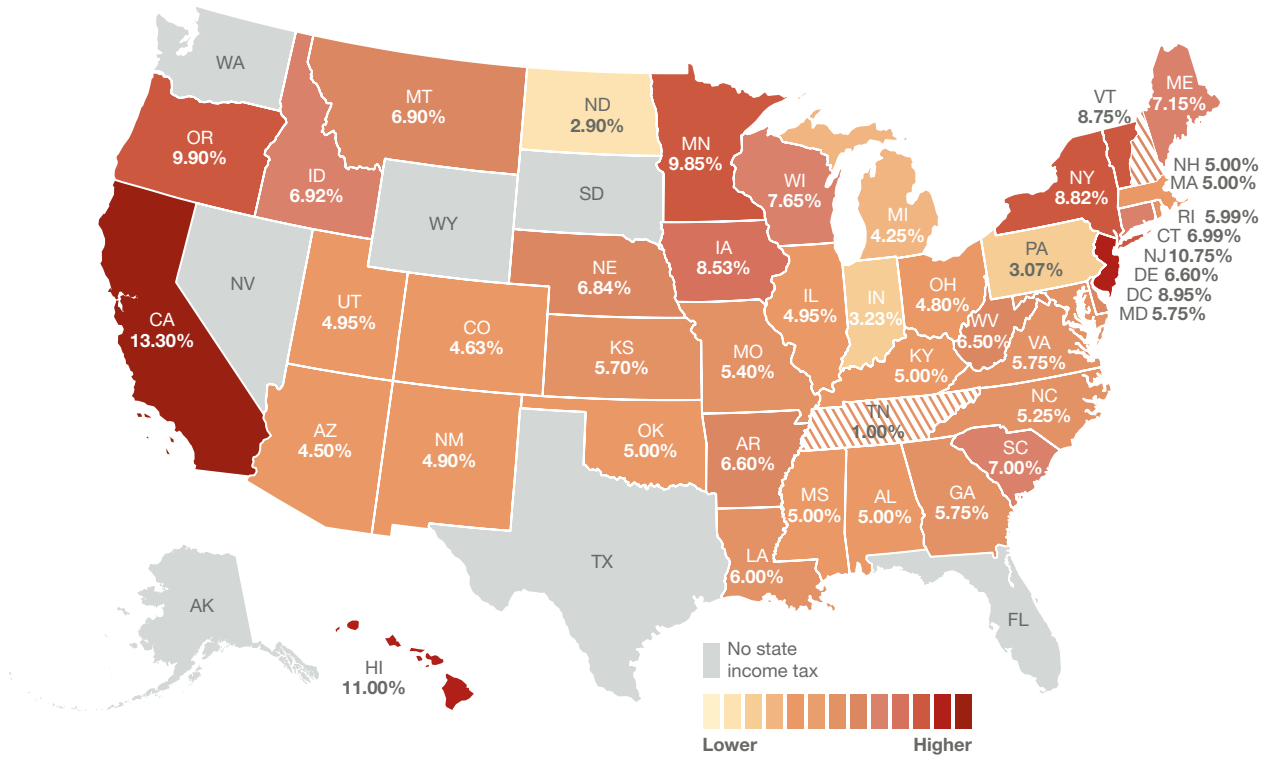 WA
OR
9.90%
CA
13.30%
NV
ID
6.92%
MT
6.90%
WY
UT
4.95%
AZ
4.50%
CO
4.63%
NM
4.90%
ND
2.90%
SD
NE
6.84%
KS
5.70%
OK
5.00%
TX
MN
9.85%
IA
8.53%
MO
5.40%
AR
6.60%
LA
6.00%
WI
7.65%
IL
4.95%
MI
4.25%
IN
3.23%
OH
4.80%
KY
5.00%
TN
1.00%
MS
5.00%
AL
5.00%
GA
5.75%
FL
SC
7.00%
NC
5.25%
VA
5.75%
WV
6.50%
PA
3.07%
NY
8.82%
VT
8.75%
ME
7.15%
NH 5.00%
MA 5.00%
RI 5.99%
CT 6.99%
NJ 10.75%
DE 6.60%
DC 8.95%
MD 5.75%
AK
HI
11.00%
No state
income tax
Lower Higher